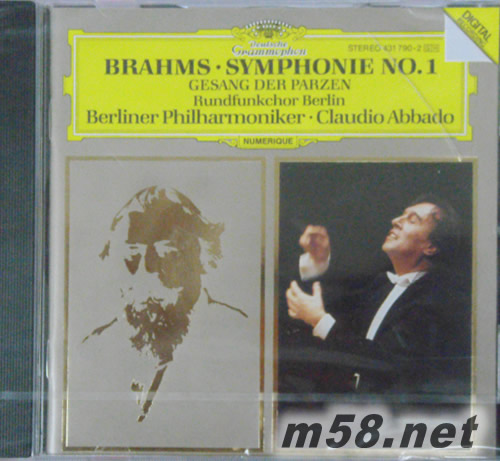 Deutsche
Grammophon
STEREO 431 790-2
DIGITAL
BRAHMS · SYMPHONIE NO. 1
GESANG DER PARZEN
Rundfunkchor Berlin
Berliner Philharmoniker · Claudio Abbado
NUMERIQUE
m58.net